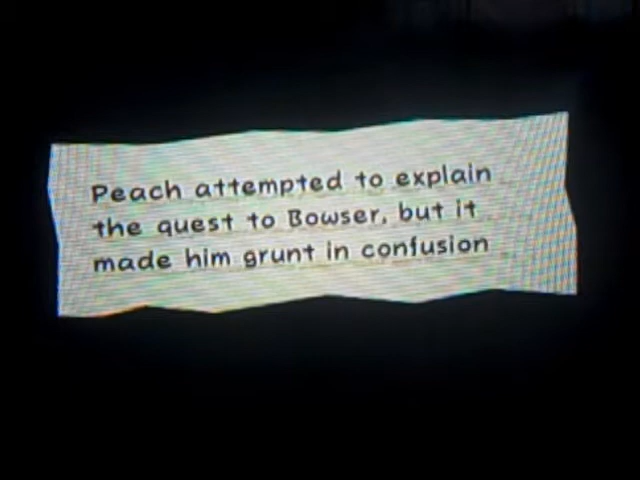 Peach attempted to explain
the quest to Bowser, but it
made him grunt in confusion